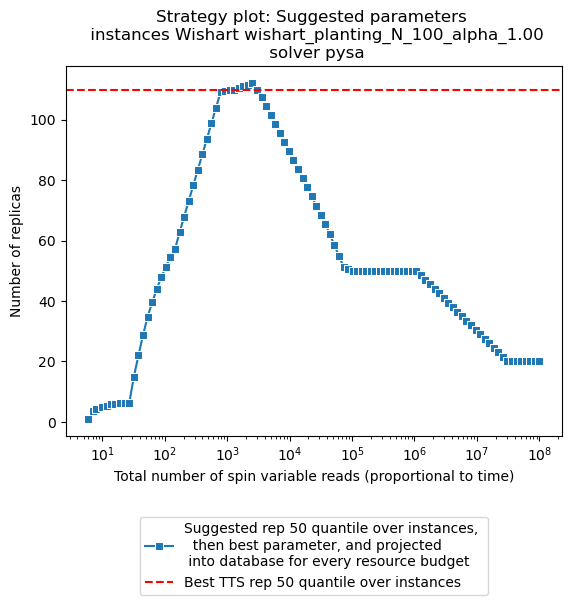 Strategy plot: Suggested parameters
instances Wishart wishart_planting_N_100_alpha_1.00
solver pysa
Number of replicas
100
80
60
40
20
0
10^1
10^2
10^3
10^4
10^5
10^6
10^7
10^8
Total number of spin variable reads (proportional to time)
Suggested rep 50 quantile over instances,
then best parameter, and projected
into database for every resource budget
Best TTS rep 50 quantile over instances